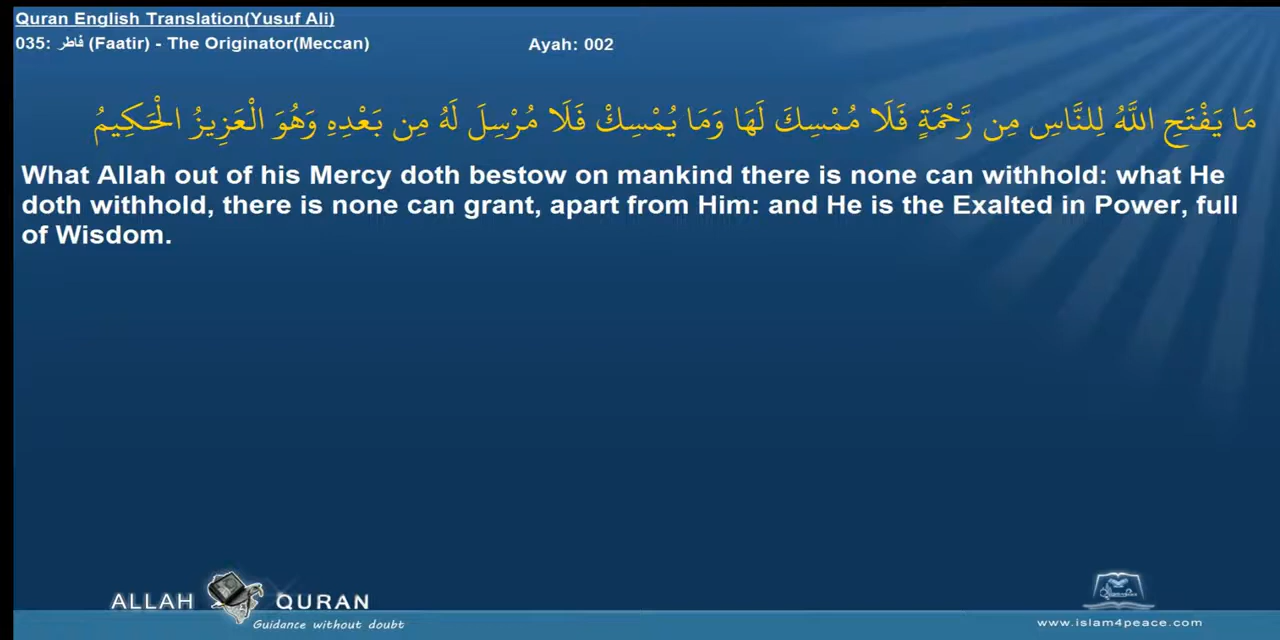 Quran English Translation(Yusuf Ali)
035: فاطر (Faatir) - The Originator(Meccan) Ayah: 002
مَا يَفْتَحِ اللَّهُ لِلنَّاسِ مِن رَّحْمَةٍ فَلَا مُمْسِكَ لَهَا وَمَا يُمْسِكْ فَلَا مُرْسِلَ لَهُ مِن بَعْدِهِ وَهُوَ الْعَزِيزُ الْحَكِيمُ
What Allah out of his Mercy doth bestow on mankind there is none can withhold: what He
doth withhold, there is none can grant, apart from Him: and He is the Exalted in Power, full
of Wisdom.
ALLAH QURAN
Guidance without doubt
www.islam4peace.com